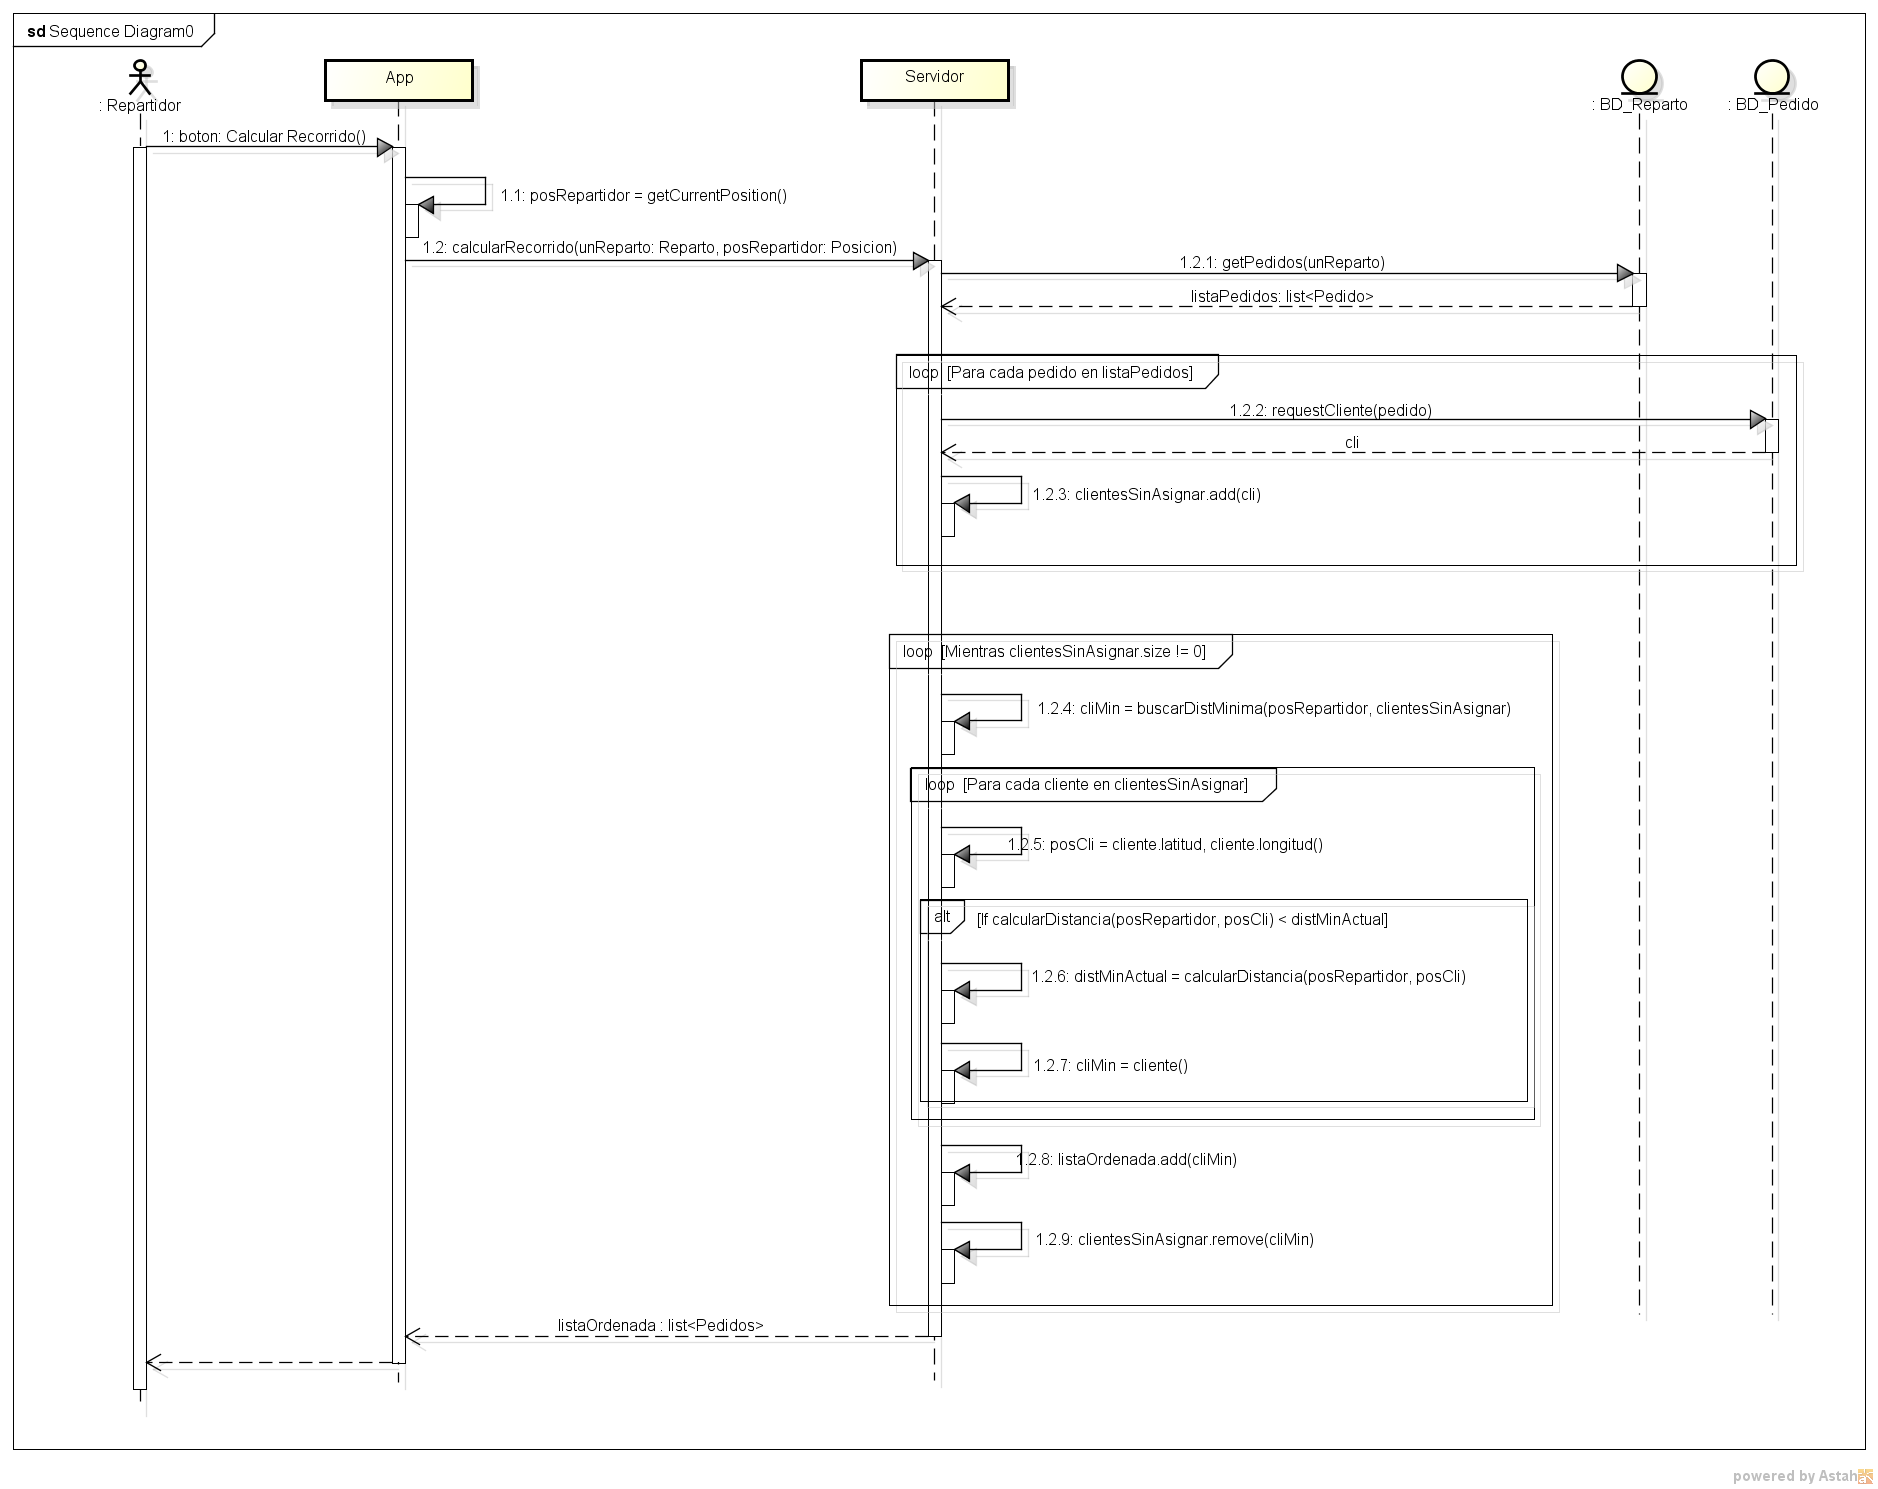 sd Sequence Diagram0
App
Servidor
: Repartidor
: BD_Reparto
: BD_Pedido
1: boton: Calcular Recorrido()
1.1: posRepartidor = getCurrentPosition()
1.2: calcularRecorrido(unReparto: Reparto, posRepartidor: Posicion)
1.2.1: getPedidos(unReparto)
listaPedidos: list<Pedido>
loop [Para cada pedido en listaPedidos]
1.2.2: requestCliente(pedido)
cli
1.2.3: clientesSinAsignar.add(cli)
loop [Mientras clientesSinAsignar.size != 0]
1.2.4: cliMin = buscarDistMinima(posRepartidor, clientesSinAsignar)
loop [Para cada cliente en clientesSinAsignar]
1.2.5: posCli = cliente.latitud, cliente.longitud()
alt [If calcularDistancia(posRepartidor, posCli) < distMinActual]
1.2.6: distMinActual = calcularDistancia(posRepartidor, posCli)
1.2.7: cliMin = cliente()
1.2.8: listaOrdenada.add(cliMin)
1.2.9: clientesSinAsignar.remove(cliMin)
listaOrdenada : list<Pedidos>
powered by Astah